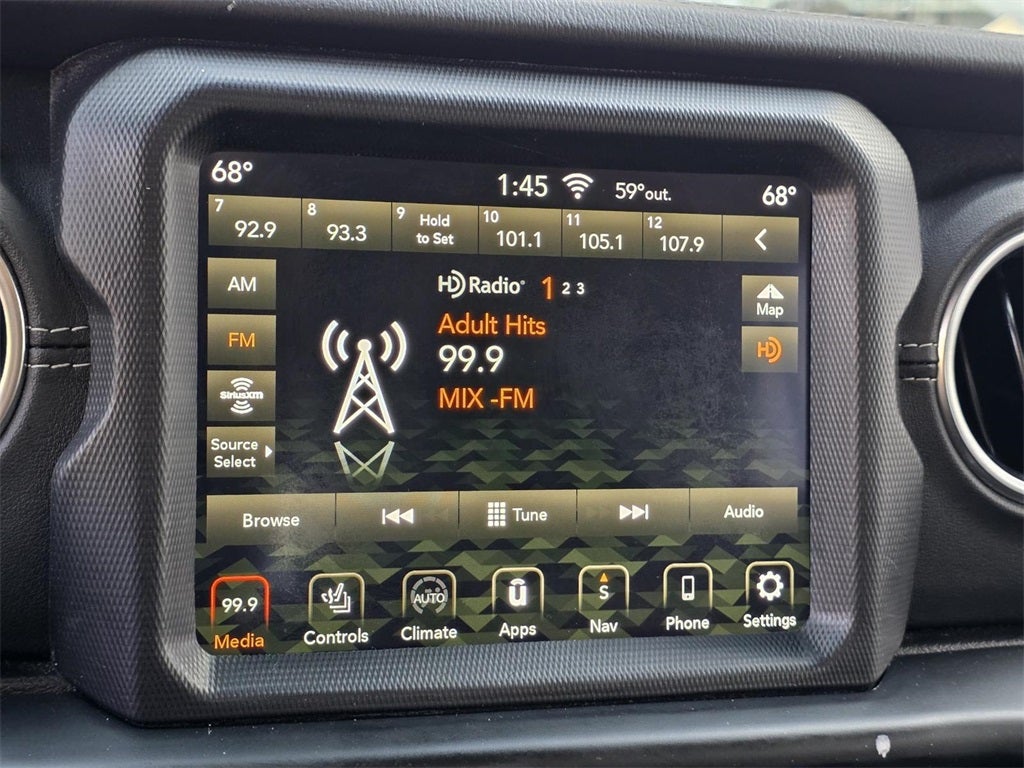 68°
1:45
59°out.
68°
7 92.9
8 93.3
9 Hold
to Set
10 101.1
11 105.1
12 107.9
AM
HD Radio 1 2 3
Map
FM
Adult Hits
99.9
HD
MIX -FM
SiriusXM
Source
Select
Browse
Tune
Audio
99.9
Media
Controls
AUTO
Climate
u
Apps
S
Nav
Phone
Settings